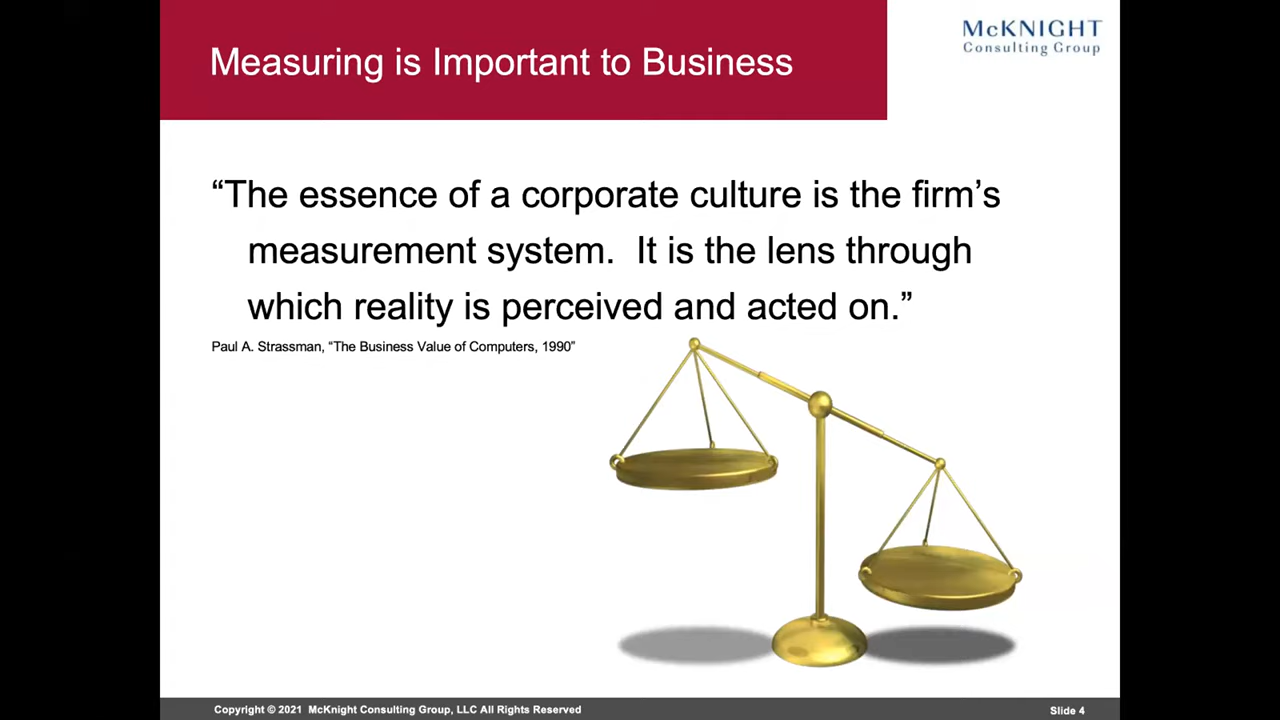 Measuring is Important to Business
McKNIGHT
Consulting Group
“The essence of a corporate culture is the firm’s
measurement system.  It is the lens through
which reality is perceived and acted on.”
Paul A. Strassman, “The Business Value of Computers, 1990”
Copyright © 2021  McKnight Consulting Group, LLC All Rights Reserved
Slide 4